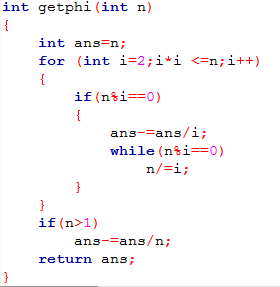 int getphi(int n)
{
    int ans=n;
    for (int i=2;i*i <=n;i++)
    {
        if(n%i==0)
        {
            ans-=ans/i;
            while(n%i==0)
                n/=i;
        }
    }
    if(n>1)
        ans-=ans/n;
    return ans;
}